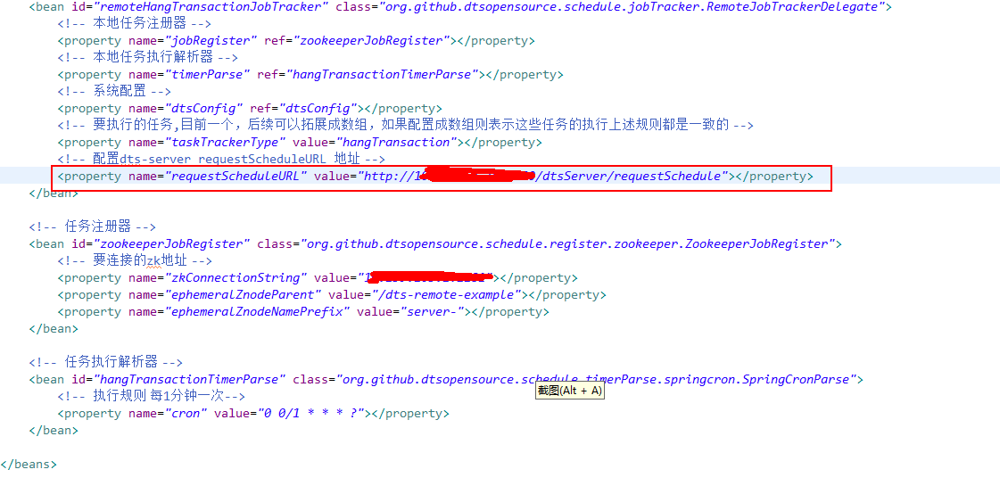 <bean id="remoteHangTransactionJobTracker" class="org.github.dtsopensource.schedule.jobTracker.RemoteJobTrackerDelegate">
<!-- 本地任务注册器 -->
<property name="jobRegister" ref="zookeeperJobRegister"></property>
<!-- 本地任务执行解析器 -->
<property name="timerParse" ref="hangTransactionTimerParse"></property>
<!-- 系统配置 -->
<property name="dtsConfig" ref="dtsConfig"></property>
<!-- 要执行的任务,目前一个，后续可以拓展成数组，如果配置成数组则表示这些任务的执行上述规则都是一致的 -->
<property name="taskTrackerType" value="hangTransaction"></property>
<!-- 配置dts-server requestScheduleURL 地址 -->
<property name="requestScheduleURL" value="http://1 /dtsServer/requestSchedule"></property>
</bean>
<!-- 任务注册器 -->
<bean id="zookeeperJobRegister" class="org.github.dtsopensource.schedule.register.zookeeper.ZookeeperJobRegister">
<!-- 要连接的zk地址 -->
<property name="zkConnectionString" value="1 "></property>
<property name="ephemeralZnodeParent" value="/dts-remote-example"></property>
<property name="ephemeralZnodeNamePrefix" value="server-"></property>
</bean>
<!-- 任务执行解析器 -->
<bean id="hangTransactionTimerParse" class="org.github.dtsopensource.schedule.timerParse.springcron.SpringCronParse">
截图(Alt + A)
<!-- 执行规则 每1分钟一次-->
<property name="cron" value="0 0/1 * * * ?"></property>
</bean>
</beans>